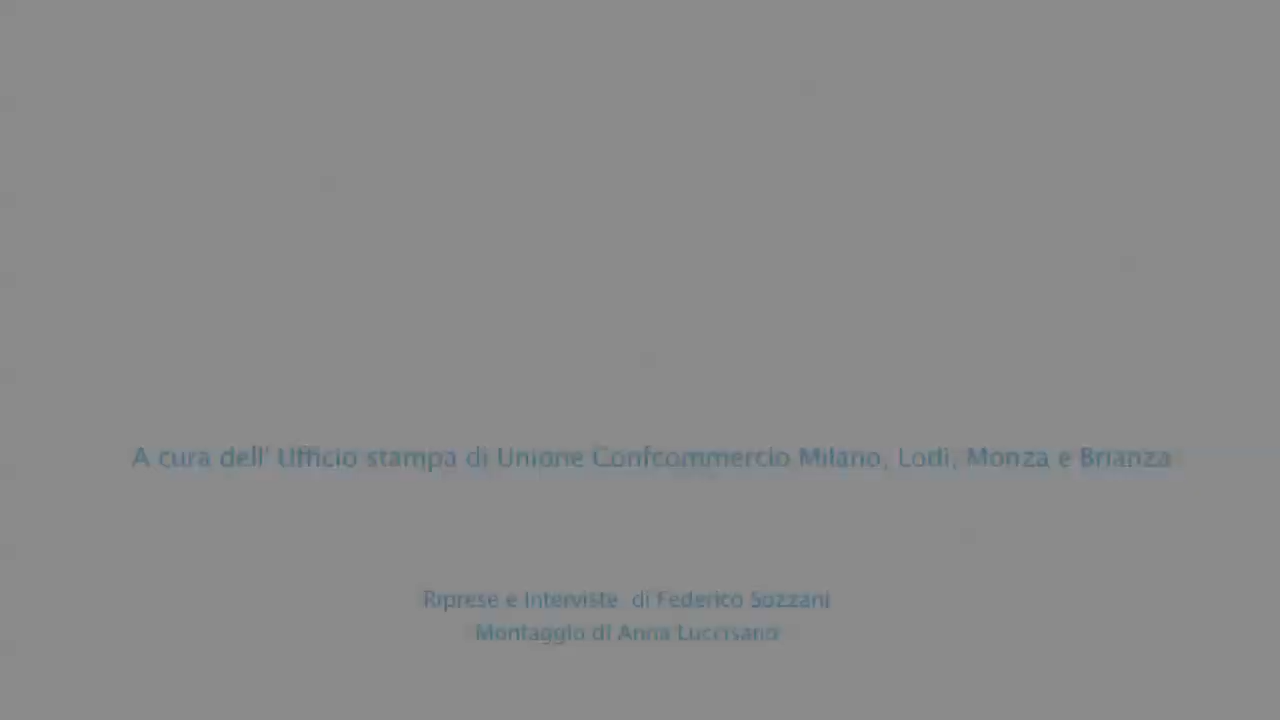 A cura dell' Ufficio stampa di Unione Confcommercio Milano, Lodi, Monza e Brianza
Riprese e interviste di Federico Sozzani
Montaggio di Anna Luccisano